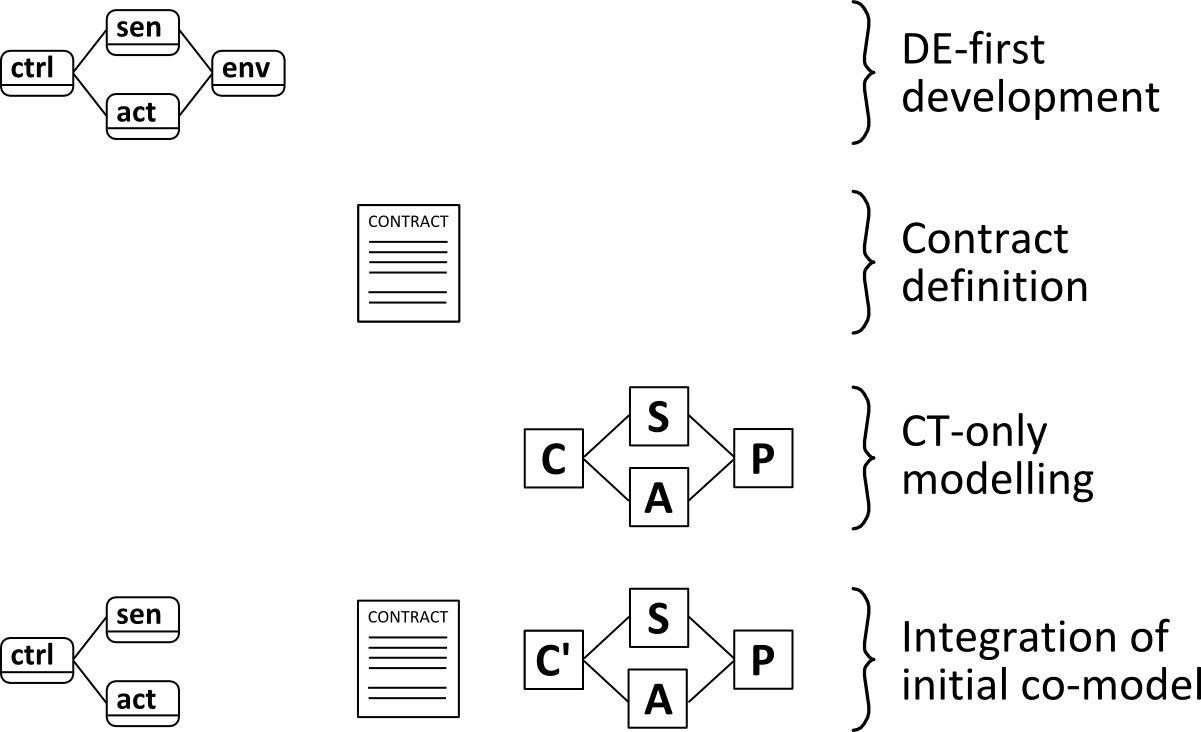 sen
ctrl
env
act
DE-first
development
CONTRACT
Contract
definition
S
C
P
A
CT-only
modelling
sen
ctrl
act
CONTRACT
S
C'
P
A
Integration of
initial co-model